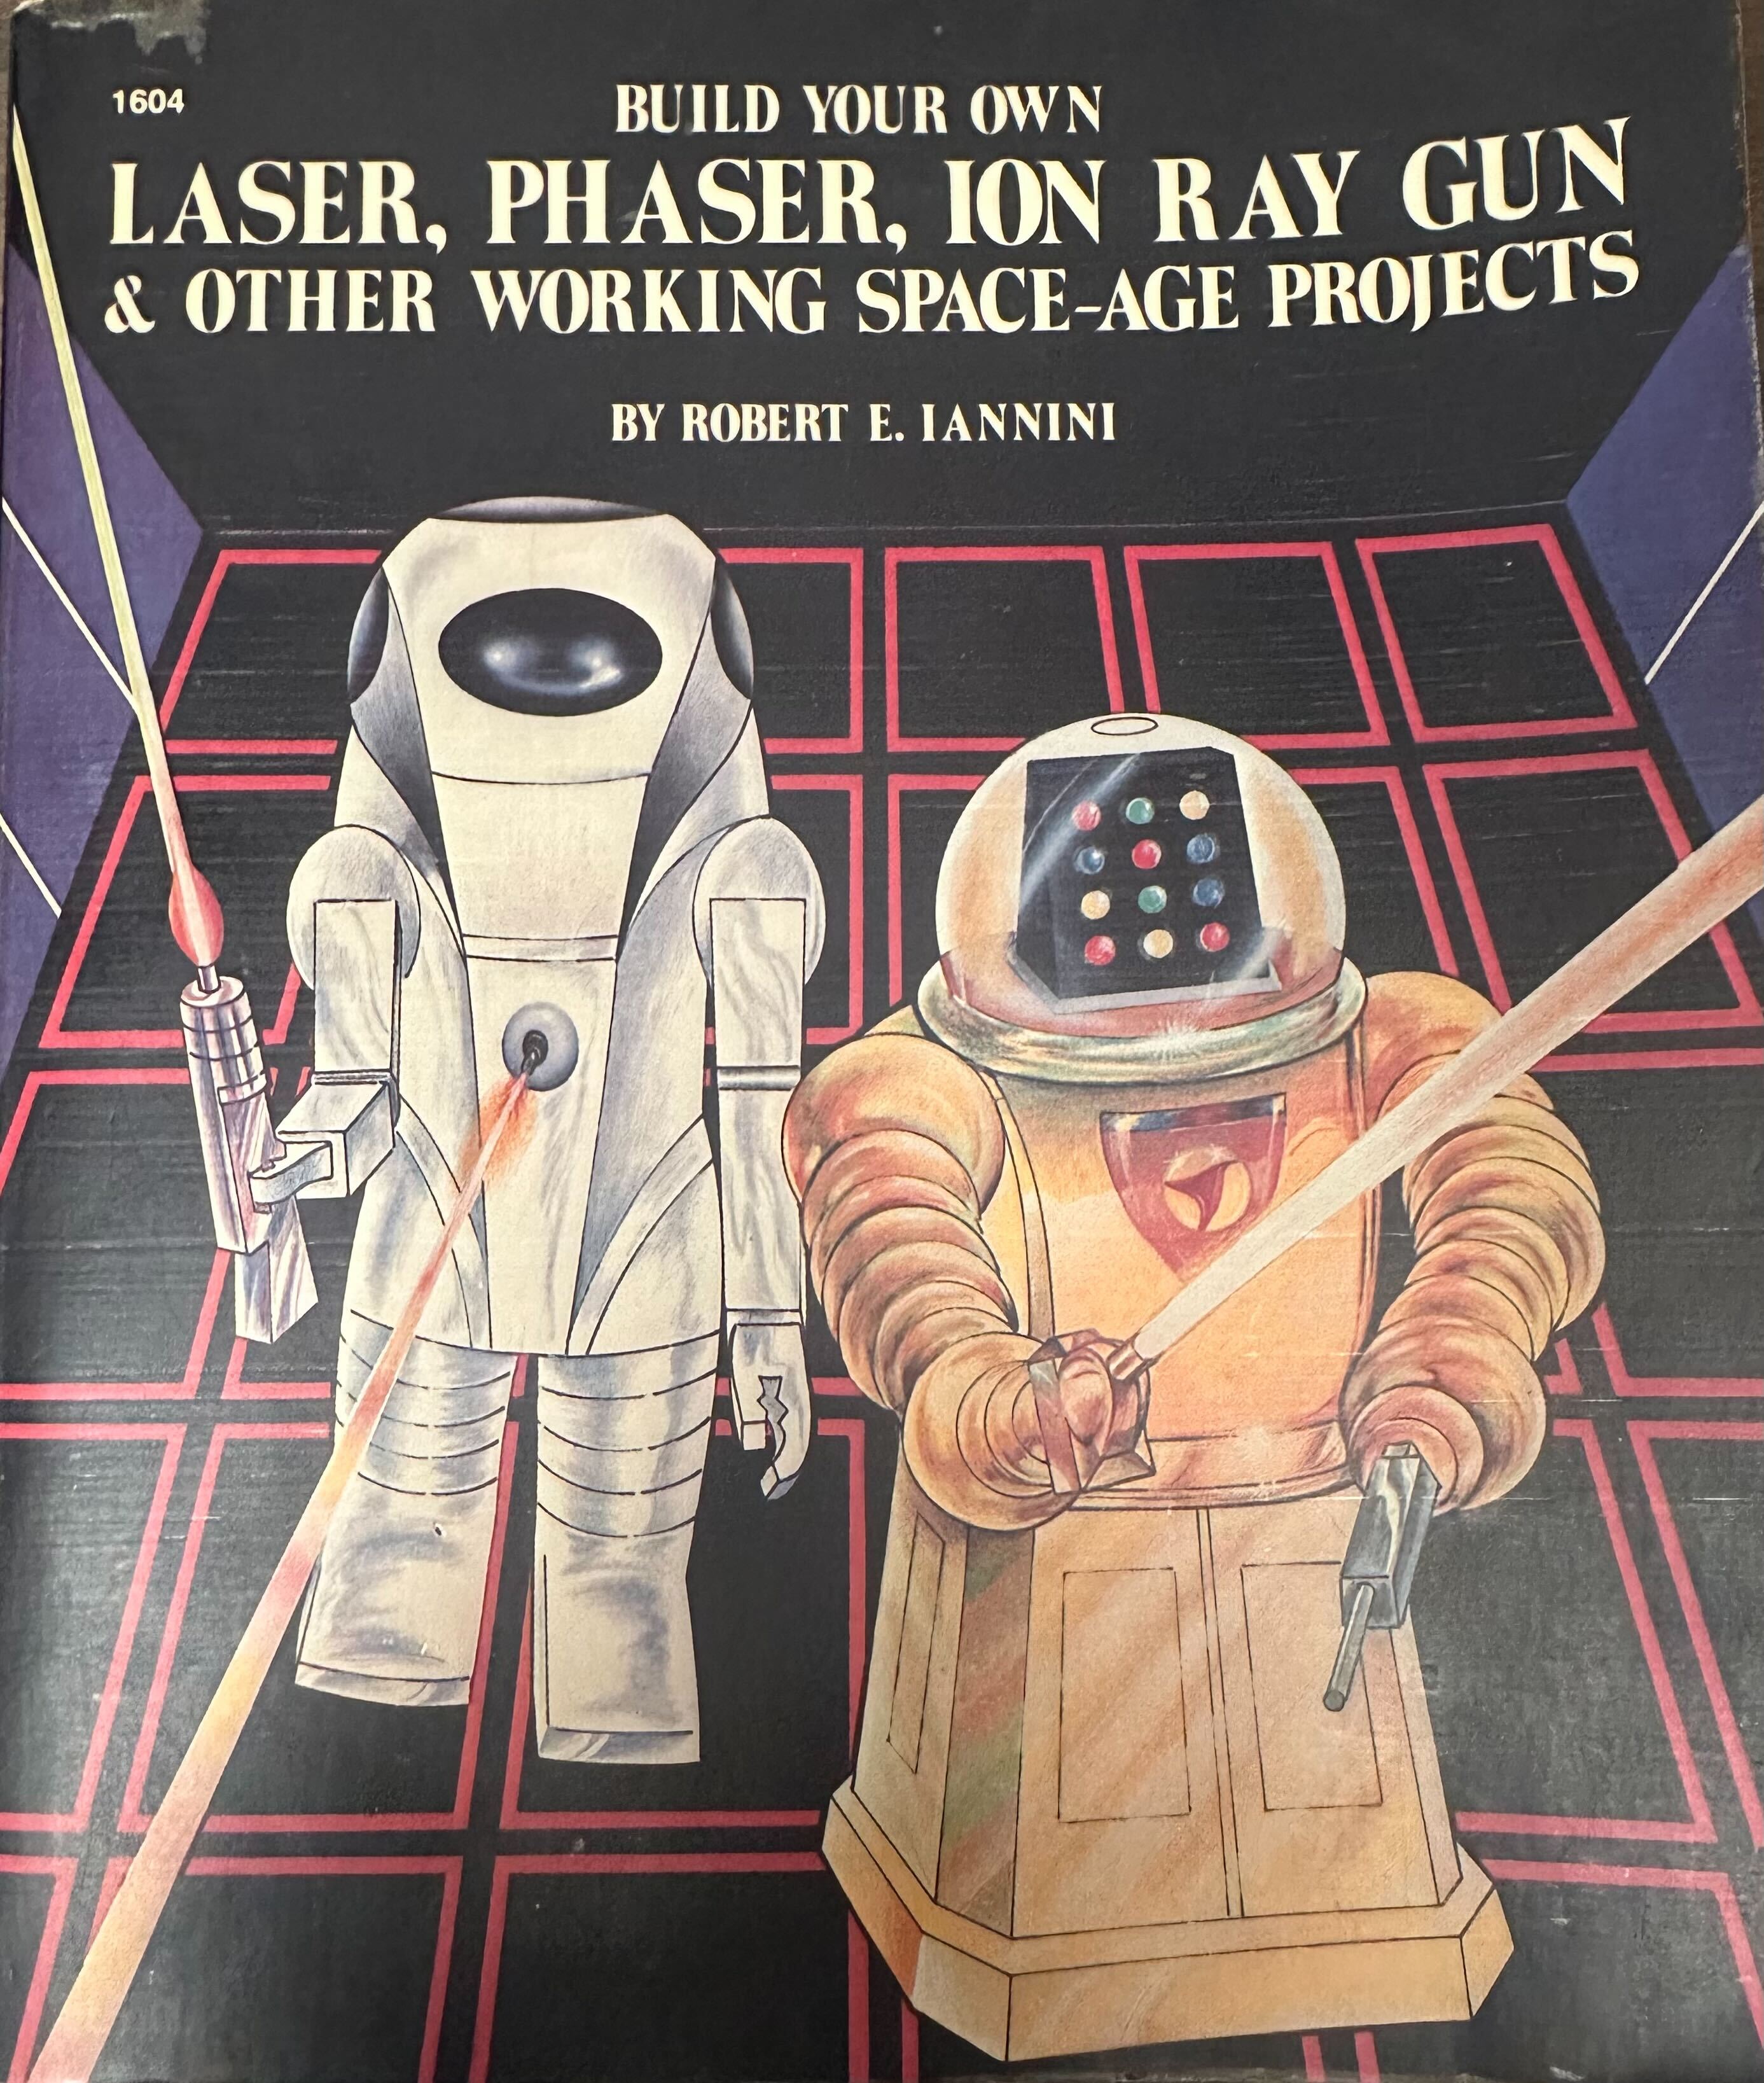 1604
BUILD YOUR OWN
LASER, PHASER, ION RAY GUN
& OTHER WORKING SPACE-AGE PROJECTS
BY ROBERT E. IANNINI